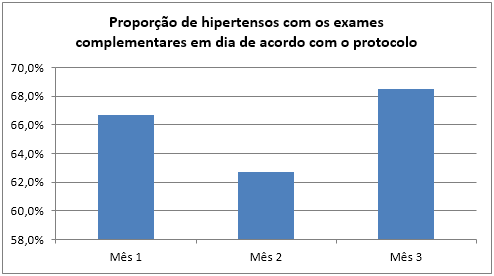 Proporção de hipertensos com os exames
complementares em dia de acordo com o protocolo
70,0%
68,0%
66,0%
64,0%
62,0%
60,0%
58,0%
Mês 1 Mês 2 Mês 3